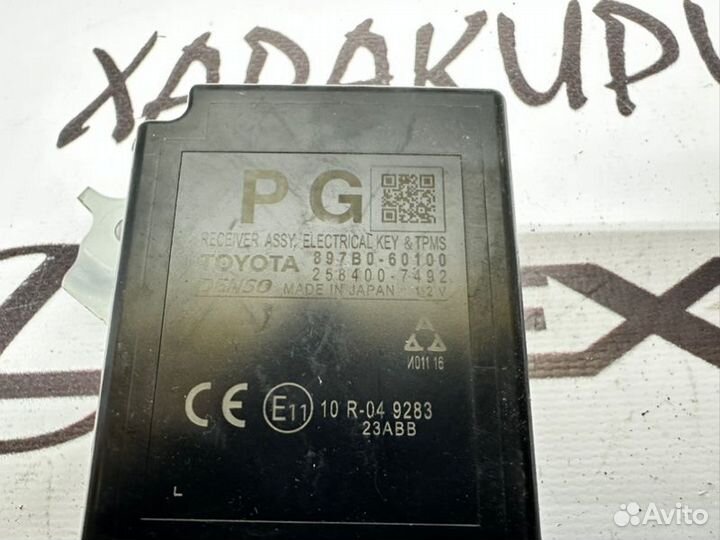 ХАРАКИРИ
PG
RECEIVER ASSY, ELECTRICAL KEY & TPMS
TOYOTA 897B0-60100
258400-7492
DENSO MADE IN JAPAN 12V
И011 16
CE E11 10 R-04 9283
23ABB
L
EX
Avito